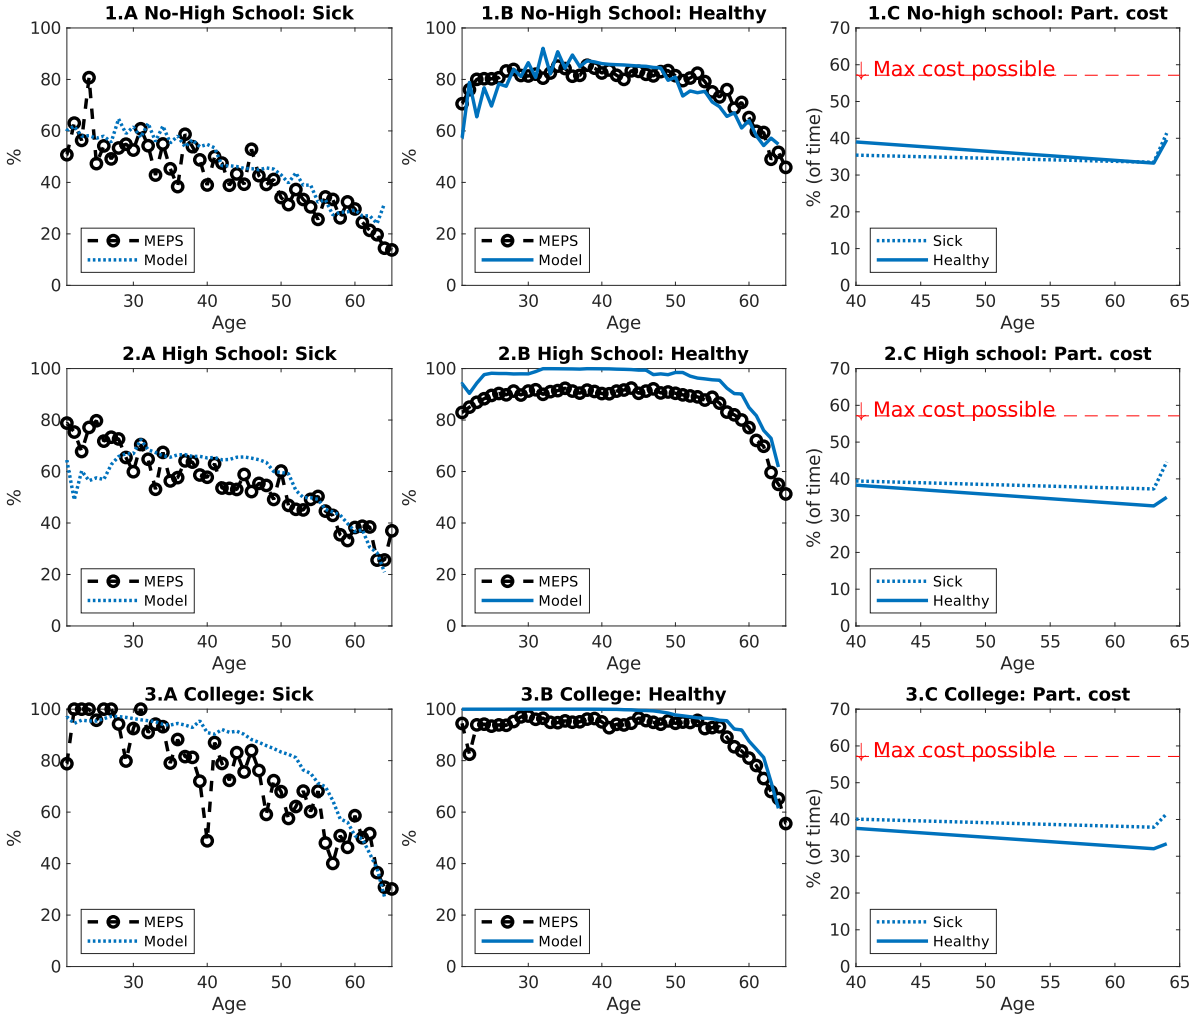 1.A No-High School: Sick
1.B No-High School: Healthy
1.C No-high school: Part. cost
100
80
60
40
20
0
%
30
40
50
60
Age
MEPS
Model
100
80
60
40
20
0
%
30
40
50
60
Age
MEPS
Model
70
60
50
40
30
20
10
0
% (of time)
↓ Max cost possible
40
45
50
55
60
65
Age
Sick
Healthy
2.A High School: Sick
2.B High School: Healthy
2.C High school: Part. cost
100
80
60
40
20
0
%
30
40
50
60
Age
MEPS
Model
100
80
60
40
20
0
%
30
40
50
60
Age
MEPS
Model
70
60
50
40
30
20
10
0
% (of time)
↓ Max cost possible
40
45
50
55
60
65
Age
Sick
Healthy
3.A College: Sick
3.B College: Healthy
3.C College: Part. cost
100
80
60
40
20
0
%
30
40
50
60
Age
MEPS
Model
100
80
60
40
20
0
%
30
40
50
60
Age
MEPS
Model
70
60
50
40
30
20
10
0
% (of time)
↓ Max cost possible
40
45
50
55
60
65
Age
Sick
Healthy